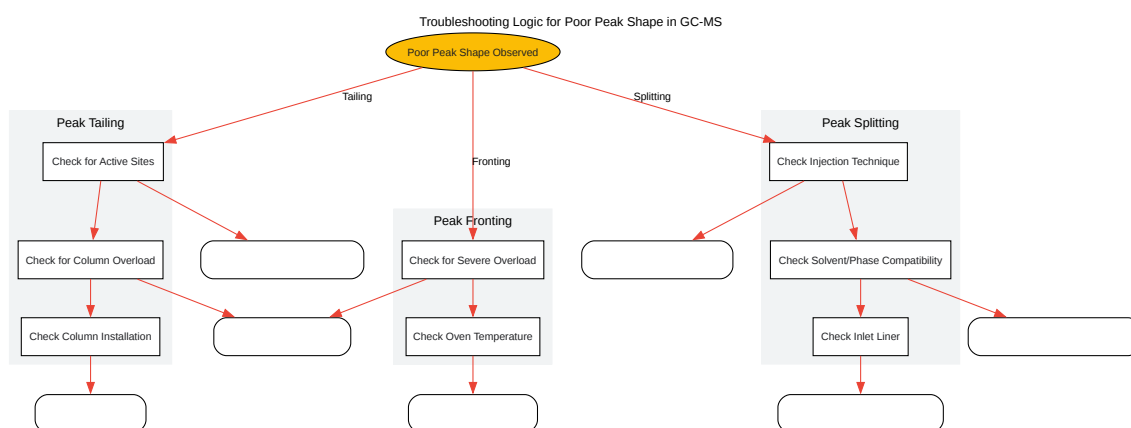 Troubleshooting Logic for Poor Peak Shape in GC-MS
Poor Peak Shape Observed
Tailing
Splitting
Peak Tailing
Peak Splitting
Check for Active Sites
Fronting
Check Injection Technique
Peak Fronting
Check for Column Overload
Check for Severe Overload
Check Solvent/Phase Compatibility
Check Column Installation
Check Oven Temperature
Check Inlet Liner